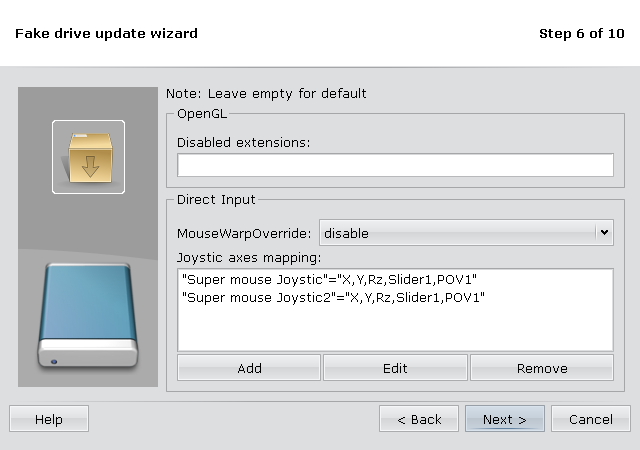 Fake drive update wizard
Step 6 of 10
Note: Leave empty for default
OpenGL
Disabled extensions:
Direct Input
MouseWarpOverride: disable
Joystic axes mapping:
"Super mouse Joystic"="X,Y,Rz,Slider1,POV1"
"Super mouse Joystic2"="X,Y,Rz,Slider1,POV1"
Add Edit Remove
Help < Back Next > Cancel